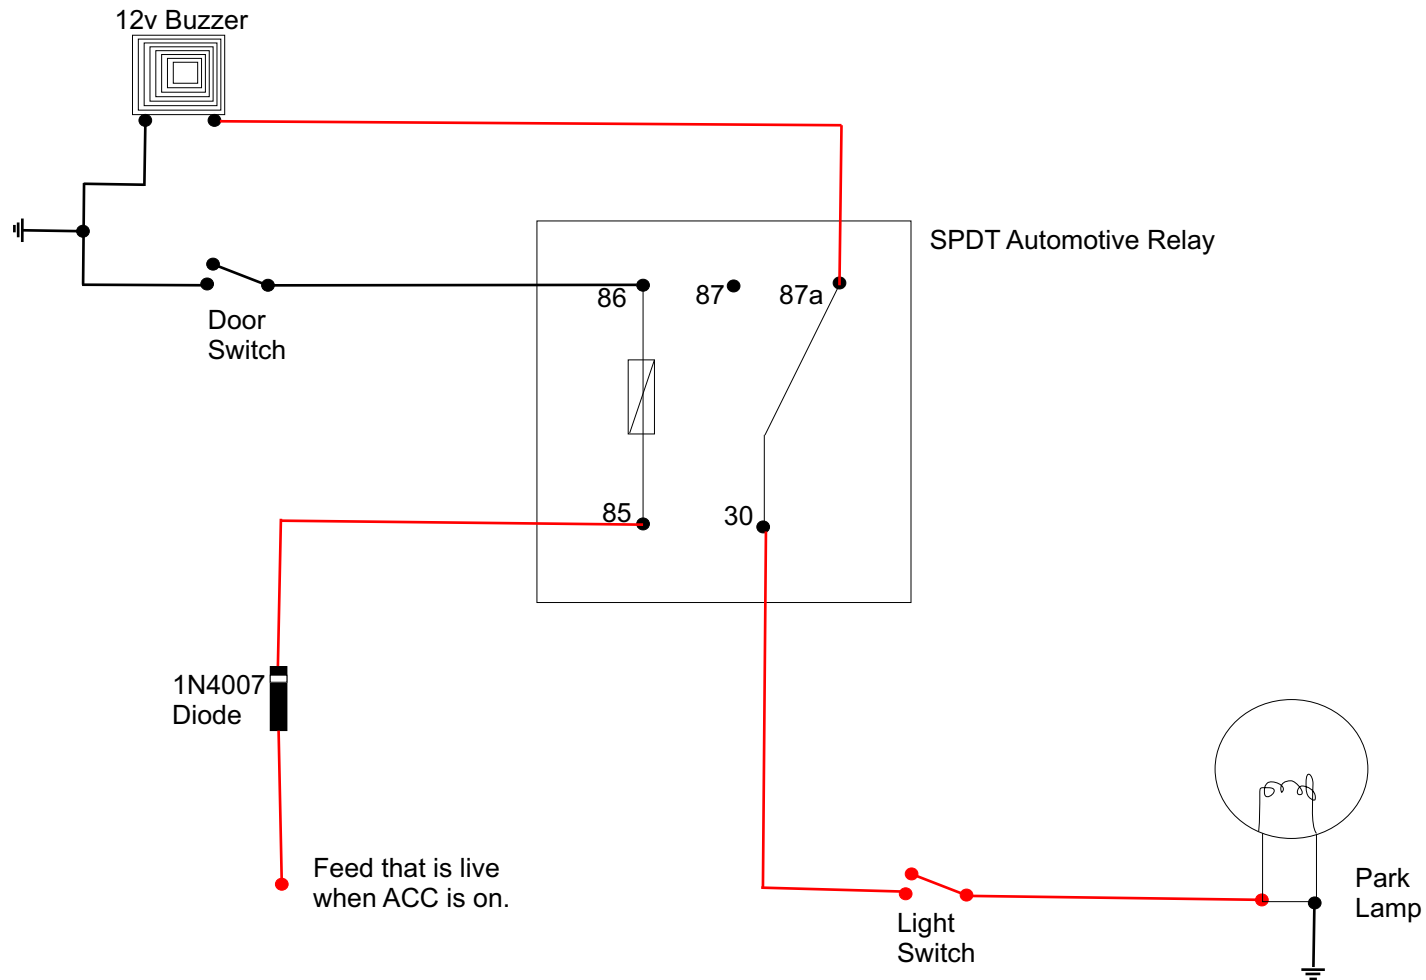 12v Buzzer
SPDT Automotive Relay
86
87
87a
Door
Switch
85
30
1N4007
Diode
Feed that is live
when ACC is on.
Park
Lamp
Light
Switch